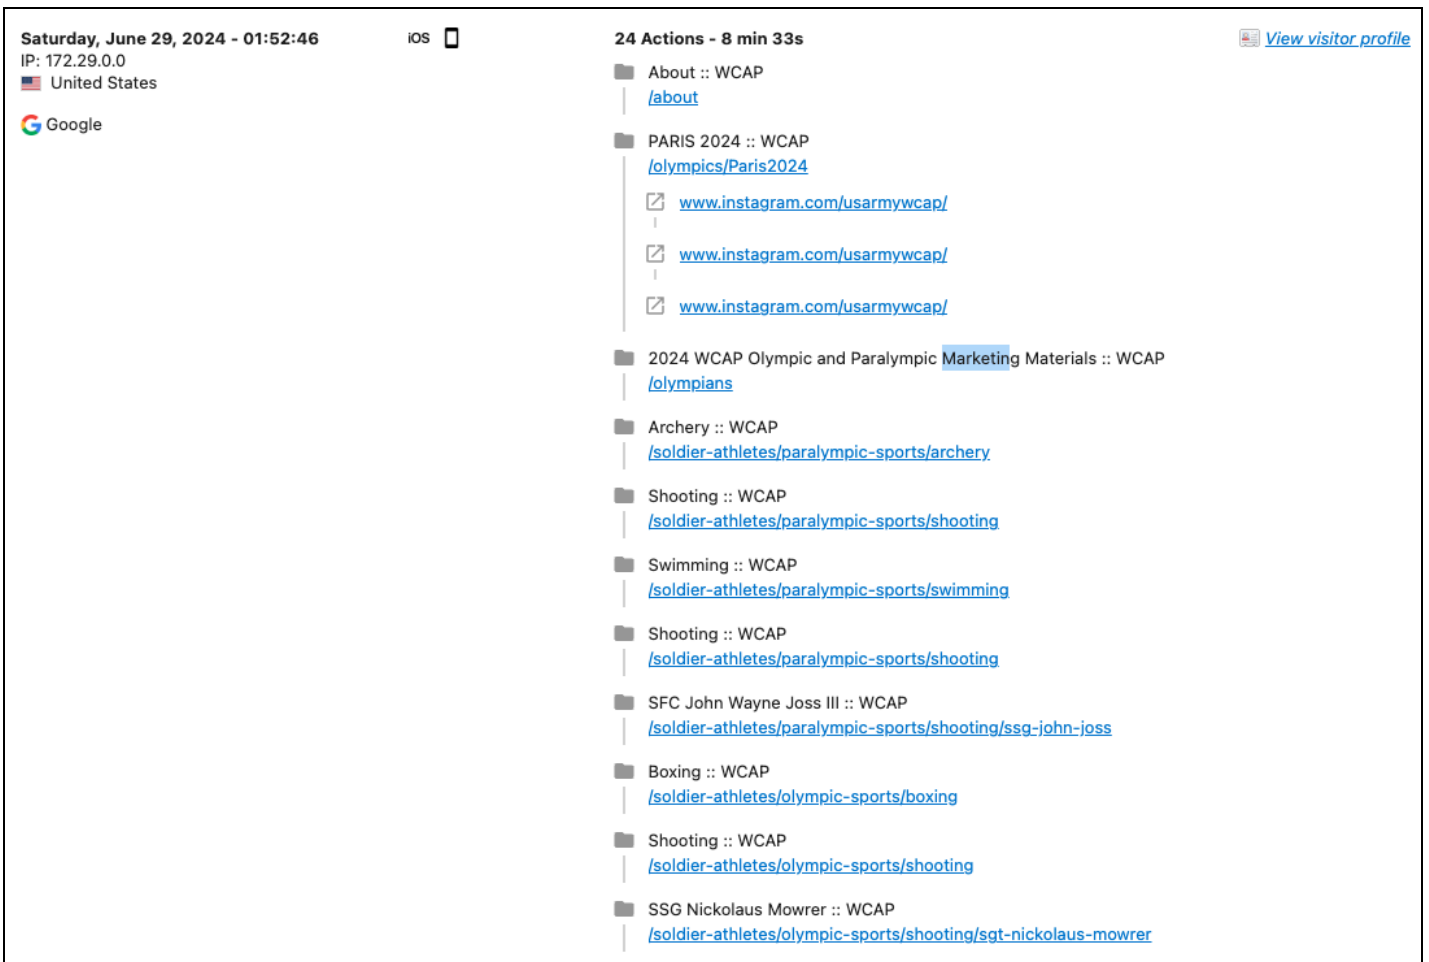 Saturday, June 29, 2024 - 01:52:46
iOS
IP: 172.29.0.0
United States
Google
24 Actions - 8 min 33s
View visitor profile
About :: WCAP
/about
PARIS 2024 :: WCAP
/olympics/Paris2024
www.instagram.com/usarmywcap/
www.instagram.com/usarmywcap/
www.instagram.com/usarmywcap/
2024 WCAP Olympic and Paralympic Marketing Materials :: WCAP
/olympians
Archery :: WCAP
/soldier-athletes/paralympic-sports/archery
Shooting :: WCAP
/soldier-athletes/paralympic-sports/shooting
Swimming :: WCAP
/soldier-athletes/paralympic-sports/swimming
Shooting :: WCAP
/soldier-athletes/paralympic-sports/shooting
SFC John Wayne Joss III :: WCAP
/soldier-athletes/paralympic-sports/shooting/ssg-john-joss
Boxing :: WCAP
/soldier-athletes/olympic-sports/boxing
Shooting :: WCAP
/soldier-athletes/olympic-sports/shooting
SSG Nickolaus Mowrer :: WCAP
/soldier-athletes/olympic-sports/shooting/sgt-nickolaus-mowrer